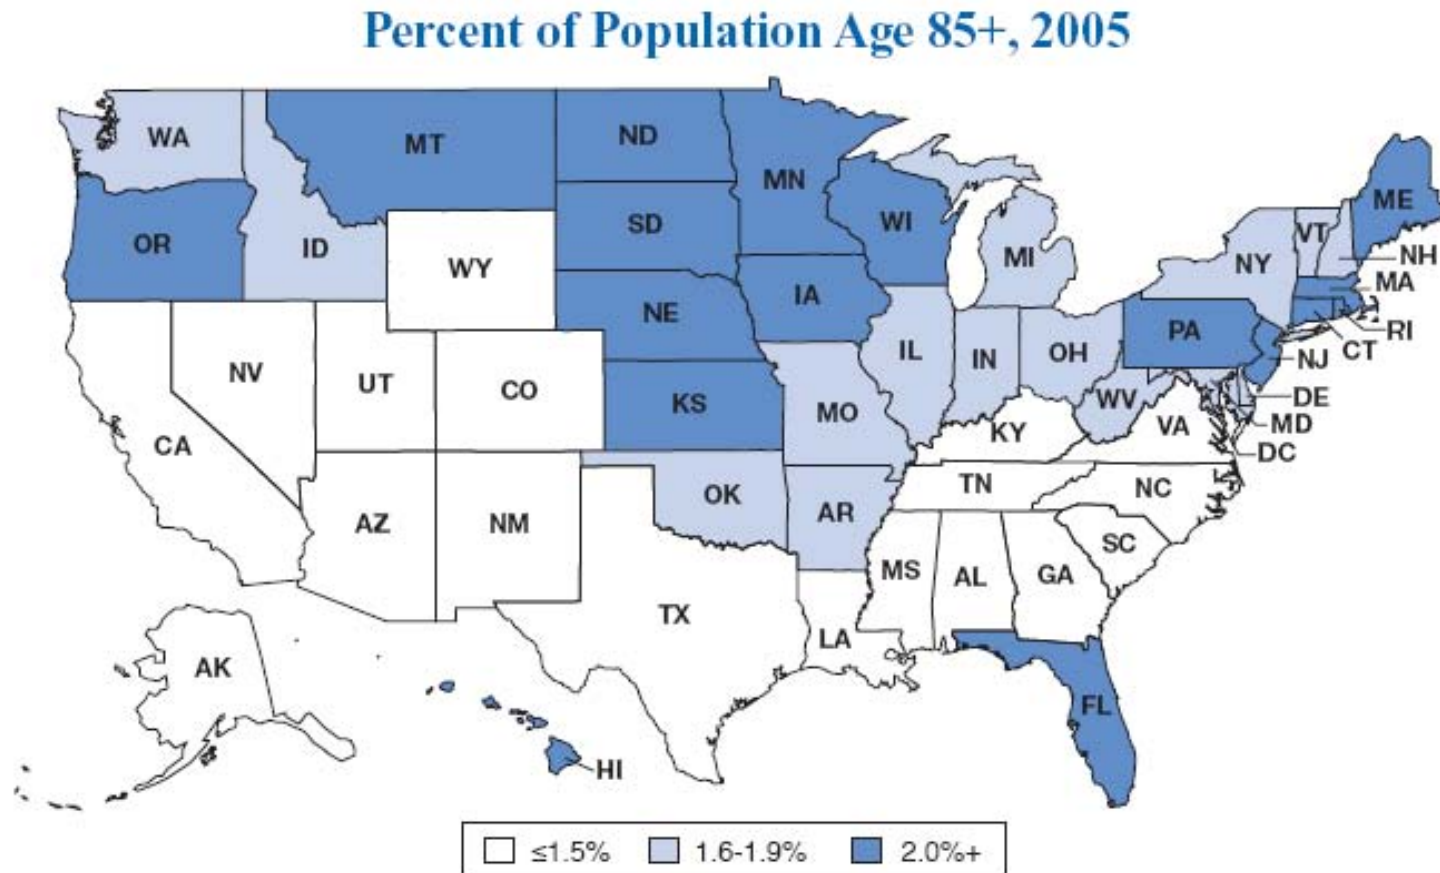 Percent of Population Age 85+, 2005
WA
MT
ND
MN
ME
OR
ID
WY
SD
WI
MI
NY
VT
NH
MA
RI
CT
NJ
NE
IA
PA
NV
UT
CO
KS
MO
IL
IN
OH
WV
VA
DE
MD
DC
CA
KY
AZ
NM
OK
AR
TN
NC
SC
TX
LA
MS
AL
GA
AK
HI
FL
≤1.5% 1.6-1.9% 2.0%+